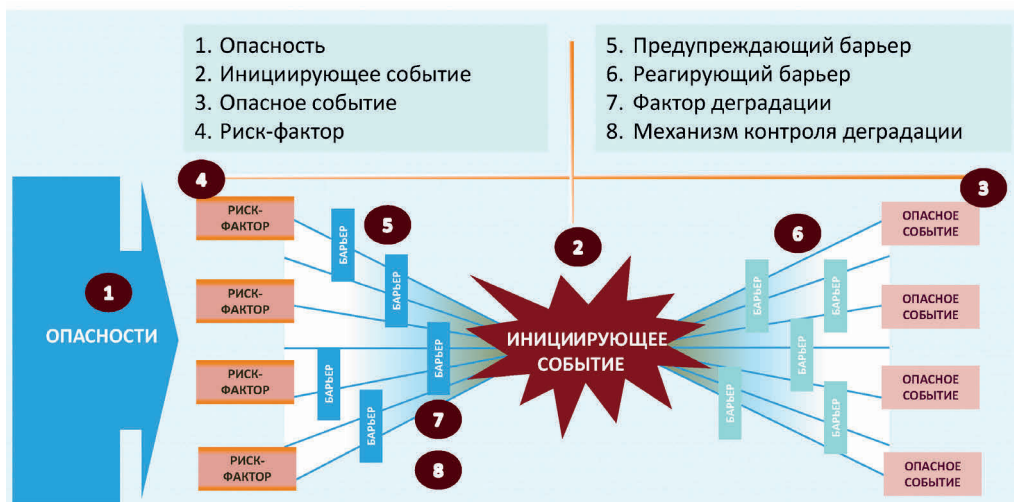 1. Опасность
2. Инициирующее событие
3. Опасное событие
4. Риск-фактор
5. Предупреждающий барьер
6. Реагирующий барьер
7. Фактор деградации
8. Механизм контроля деградации
4
3
РИСК-
ФАКТОР
БАРЬЕР
5
2
6
ОПАСНОЕ
СОБЫТИЕ
1
РИСК-
ФАКТОР
БАРЬЕР
БАРЬЕР
БАРЬЕР
ОПАСНОЕ
СОБЫТИЕ
ОПАСНОСТИ
БАРЬЕР
ИНИЦИИРУЮЩЕЕ
СОБЫТИЕ
БАРЬЕР
РИСК-
ФАКТОР
БАРЬЕР
БАРЬЕР
БАРЬЕР
БАРЬЕР
ОПАСНОЕ
СОБЫТИЕ
7
РИСК-
ФАКТОР
8
ОПАСНОЕ
СОБЫТИЕ